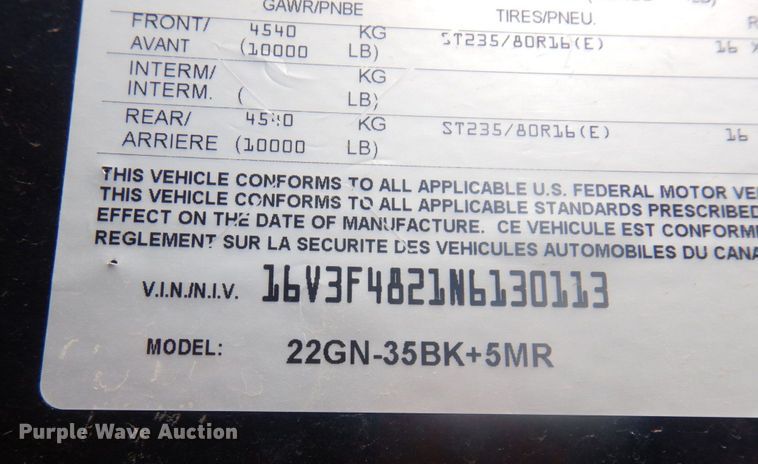 GAWR/PNBE
TIRES/PNEU.
FRONT/ 4540 KG ST235/80R16(E) 16 X
AVANT (10000 LB)
INTERM/ KG
INTERM. ( LB)
REAR/ 4540 KG ST235/80R16(E) 16
ARRIERE (10000 LB)
THIS VEHICLE CONFORMS TO ALL APPLICABLE U.S. FEDERAL MOTOR VE
THIS VEHICLE CONFORMS TO ALL APPLICABLE STANDARDS PRESCRIBED
EFFECT ON THE DATE OF MANUFACTURE. CE VEHICULE EST CONFORME
REGLEMENT SUR LA SECURITE DES VEHICULES AUTOMOBILES DU CANA
V.I.N./N.I.V. 16V3F4821N6130113
MODEL: 22GN-35BK+5MR
Purple Wave Auction